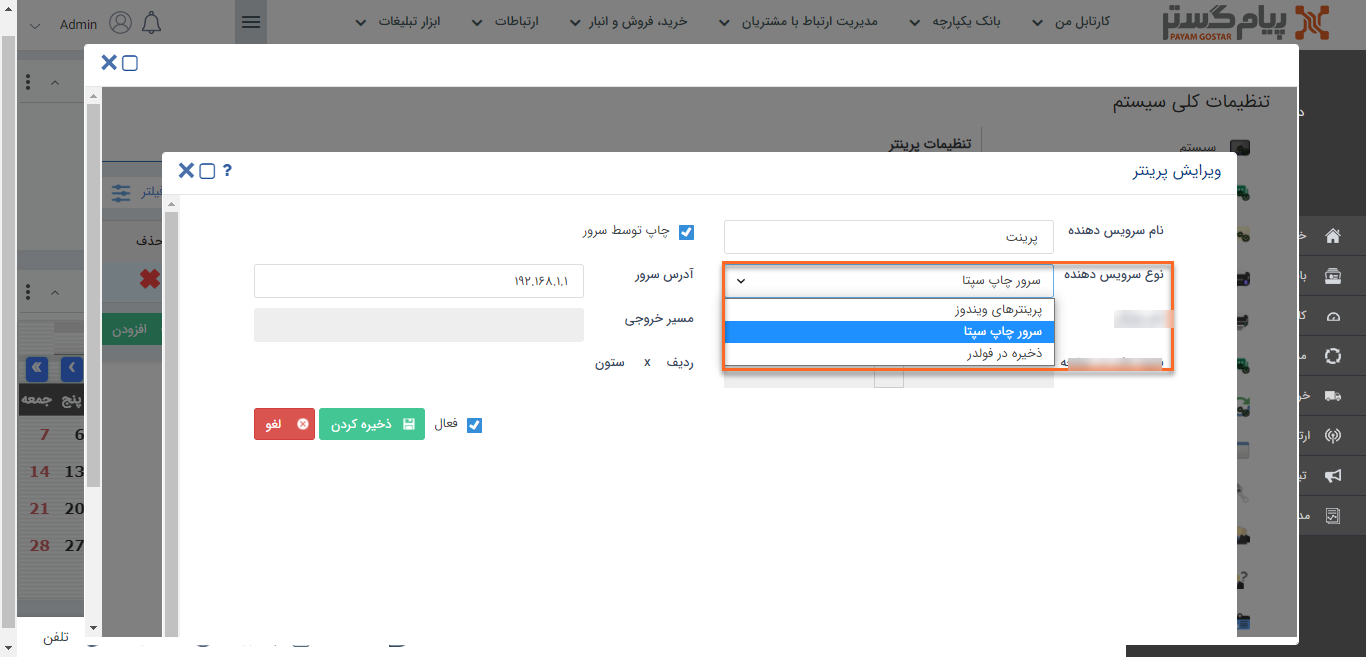 پیام گستر
PAYAM GOSTAR
کارتابل من
بانک یکپارچه
مدیریت ارتباط با مشتریان
خرید، فروش و انبار
ارتباطات
ابزار تبلیغات
Admin
تنظیمات کلی سیستم
سیستم
تنظیمات پرینتر
ویرایش پرینتر
?
نام سرویس دهنده
پرینت
چاپ توسط سرور
نوع سرویس دهنده
سرور چاپ سپتا
پرینترهای ویندوز
سرور چاپ سپتا
ذخیره در فولدر
آدرس سرور
۱۹۲.۱۶۸.۱.۱
مسیر خروجی
ردیف x ستون
فعال
ذخیره کردن
لغو
فیلتر
حذف
افزودن
پنج جمعه
6 7
13 14
20 21
27 28
تلفن